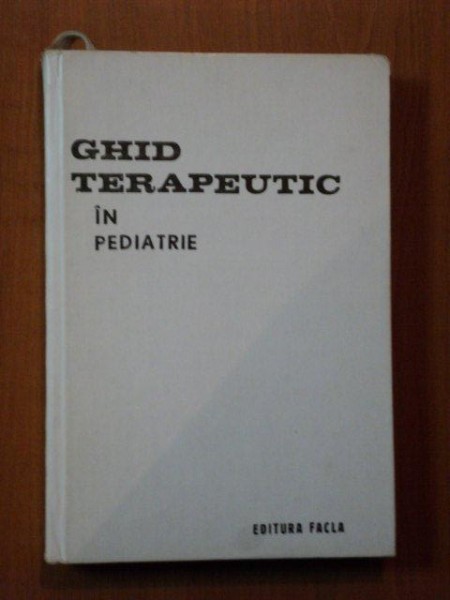 GHID
TERAPEUTIC
ÎN
PEDIATRIE
EDITURA FACLA